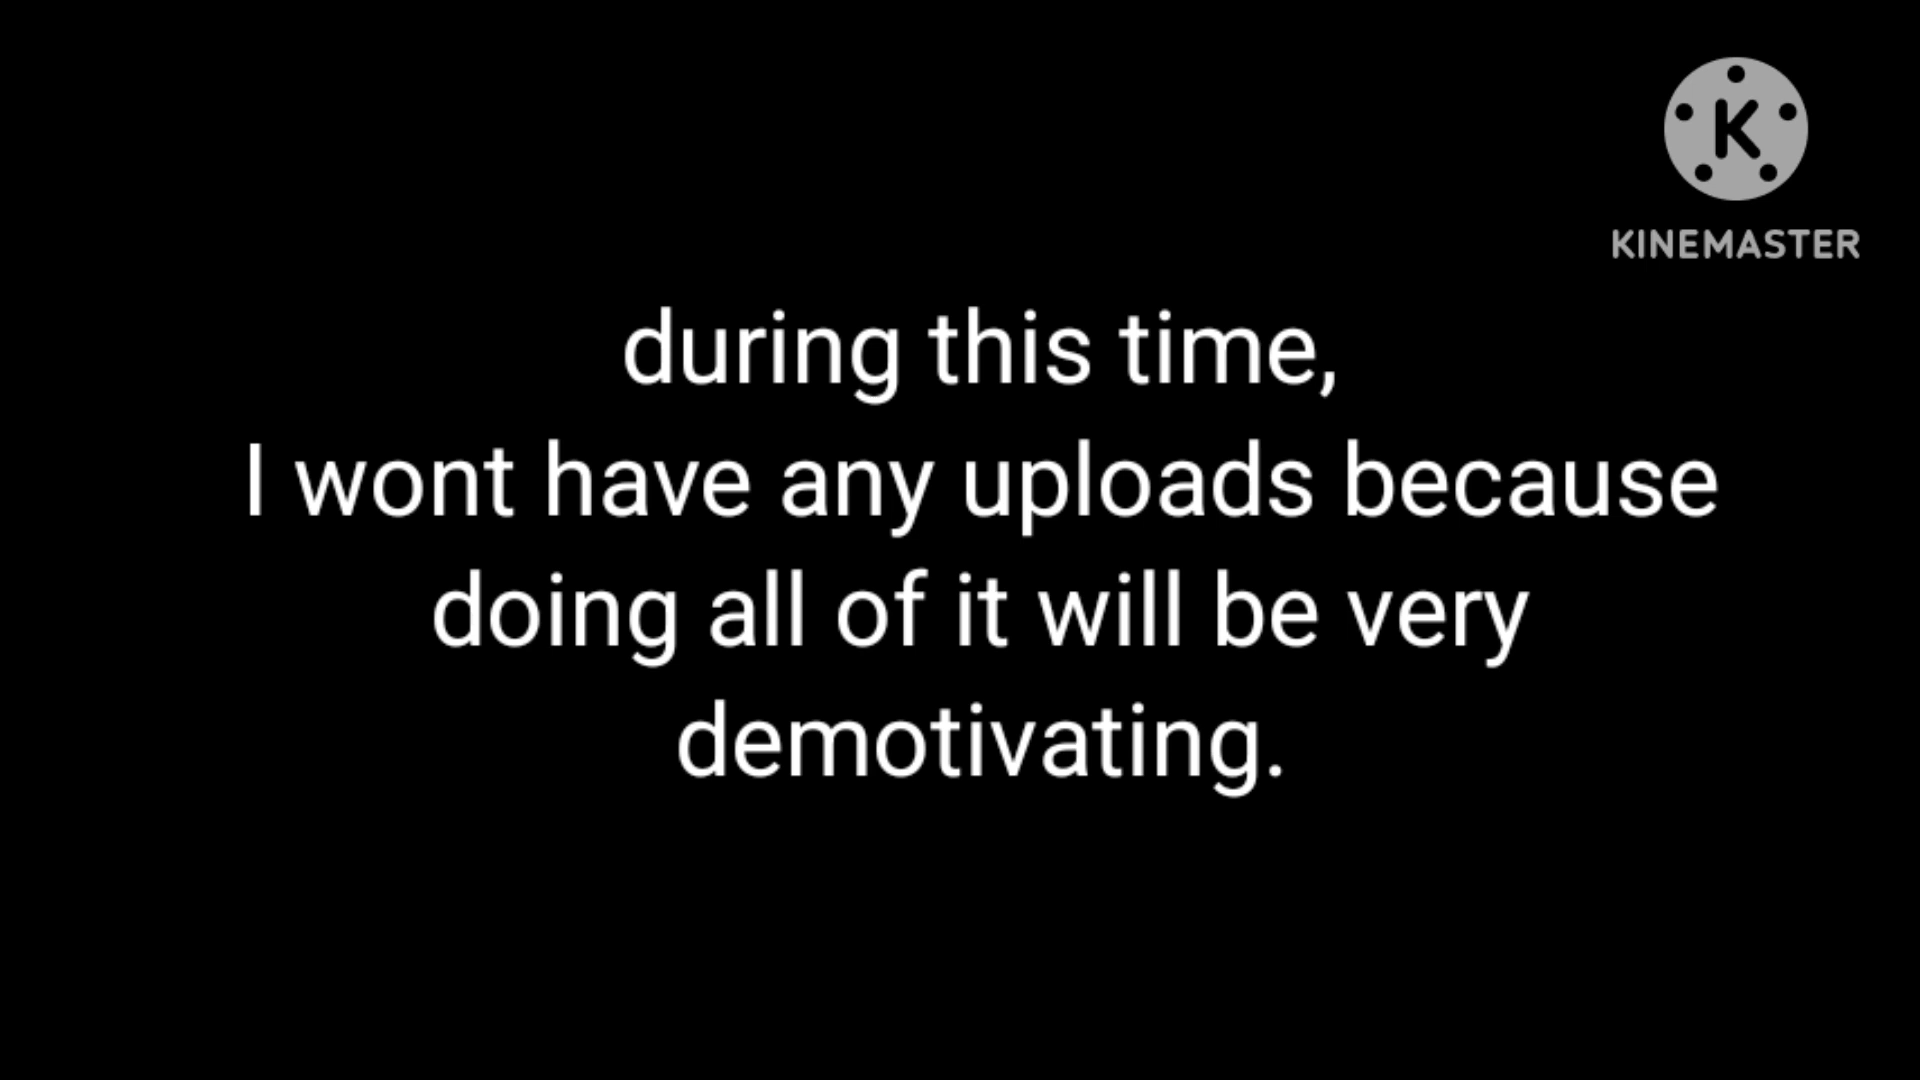 K
KINEMASTER
during this time,
I wont have any uploads because
doing all of it will be very
demotivating.